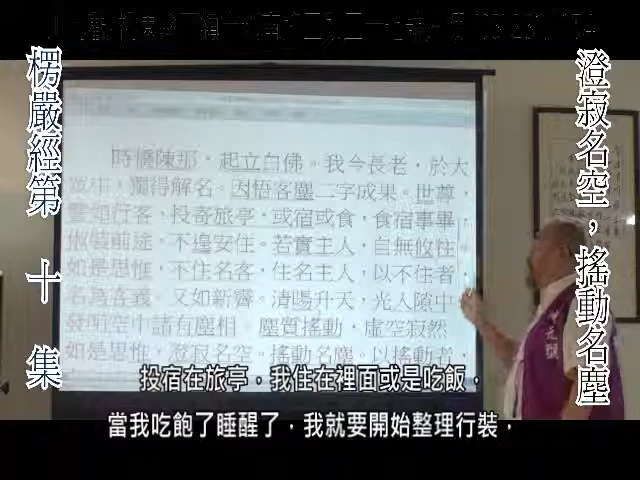 楞嚴經第十集
澄寂名空，搖動名塵
時憍陳那，起立白佛。我今長老，於大
眾中，獨得解名。因悟客塵二字成果。世尊，
譬如行客，投寄旅亭，或宿或食，食宿事畢，
俶裝前途，不遑安住。若實主人，自無攸往。
如是思惟，不住名客，住名主人，以不住者，
名為客義。又如新霽。清暘升天，光入隙中，
發明空中諸有塵相。塵質搖動，虛空寂然。
如是思惟，澄寂名空。搖動名塵。以搖動者，
投宿在旅亭。我住在裡面或是吃飯，
當我吃飽了睡醒了，我就要開始整理行裝，